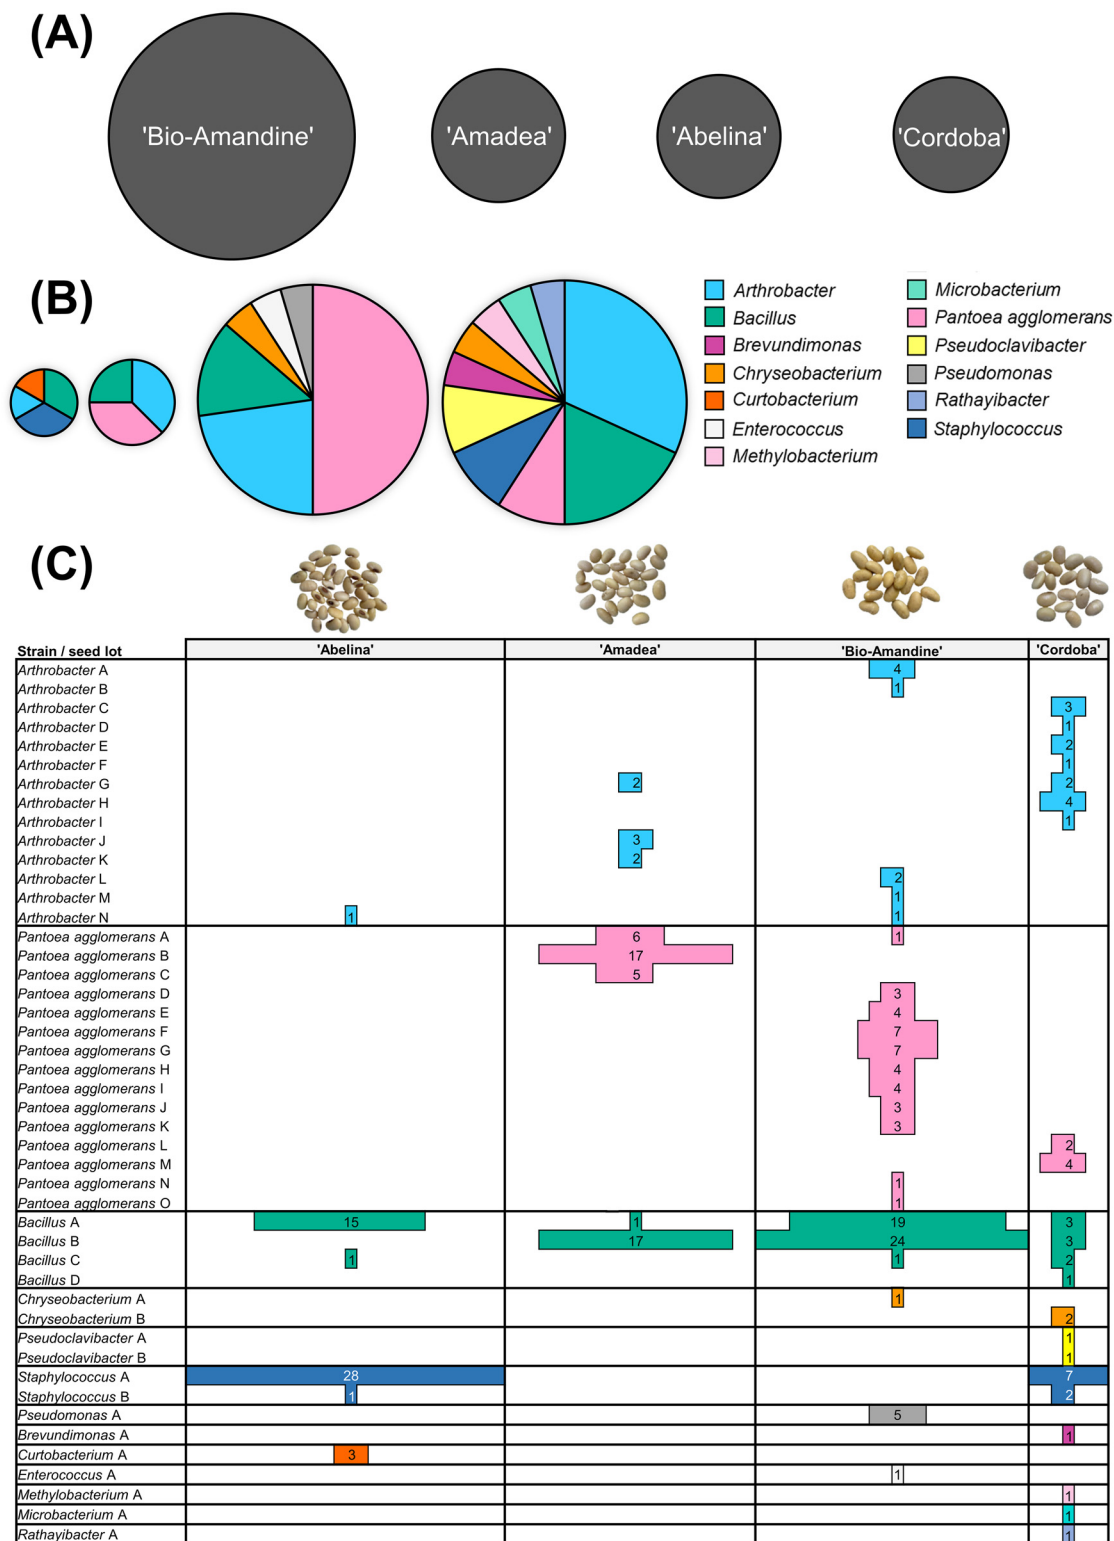 (A)
'Bio-Amandine' 'Amadea' 'Abelina' 'Cordoba'
(B)
Arthrobacter
Bacillus
Brevundimonas
Chryseobacterium
Curtobacterium
Enterococcus
Methylobacterium
Microbacterium
Pantoea agglomerans
Pseudoclavibacter
Pseudomonas
Rathayibacter
Staphylococcus
(C)
Strain / seed lot 'Abelina' 'Amadea' 'Bio-Amandine' 'Cordoba'
Arthrobacter A 4
Arthrobacter B 1
Arthrobacter C 3
Arthrobacter D 1
Arthrobacter E 2
Arthrobacter F 1
Arthrobacter G 2 2
Arthrobacter H 4
Arthrobacter I 1
Arthrobacter J 3
Arthrobacter K 2
Arthrobacter L 2
Arthrobacter M 1
Arthrobacter N 1 1
Pantoea agglomerans A 6 1
Pantoea agglomerans B 17
Pantoea agglomerans C 5
Pantoea agglomerans D 3
Pantoea agglomerans E 4
Pantoea agglomerans F 7
Pantoea agglomerans G 7
Pantoea agglomerans H 4
Pantoea agglomerans I 4
Pantoea agglomerans J 3
Pantoea agglomerans K 3
Pantoea agglomerans L 2
Pantoea agglomerans M 4
Pantoea agglomerans N 1
Pantoea agglomerans O 1
Bacillus A 15 1 19 3
Bacillus B 17 24 3
Bacillus C 1 1 2
Bacillus D 1
Chryseobacterium A 1
Chryseobacterium B 2
Pseudoclavibacter A 1
Pseudoclavibacter B 1
Staphylococcus A 28 7
Staphylococcus B 1 2
Pseudomonas A 5
Brevundimonas A 1
Curtobacterium A 3
Enterococcus A 1
Methylobacterium A 1
Microbacterium A 1
Rathayibacter A 1